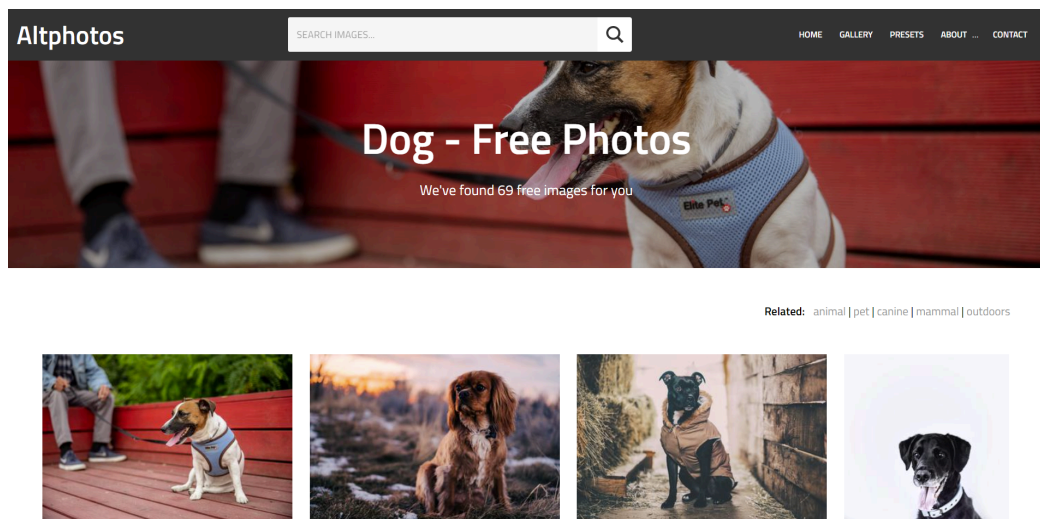 Altphotos
SEARCH IMAGES...
HOME GALLERY PRESETS ABOUT ... CONTACT
Dog - Free Photos
We've found 69 free images for you
Elite Pet
Related: animal | pet | canine | mammal | outdoors